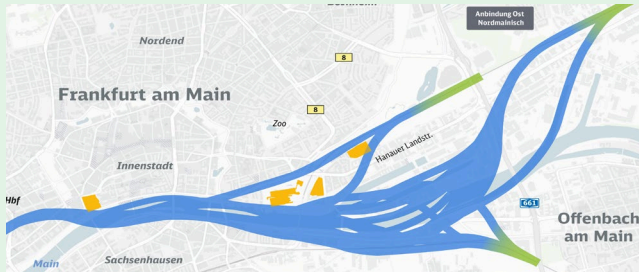 Anbindung Ost
Nordmainisch
Nordend
8
Frankfurt am Main
8
Zoo
Hanauer Landstr.
Innenstadt
Hbf
661
Offenbach
am Main
Main
Sachsenhausen